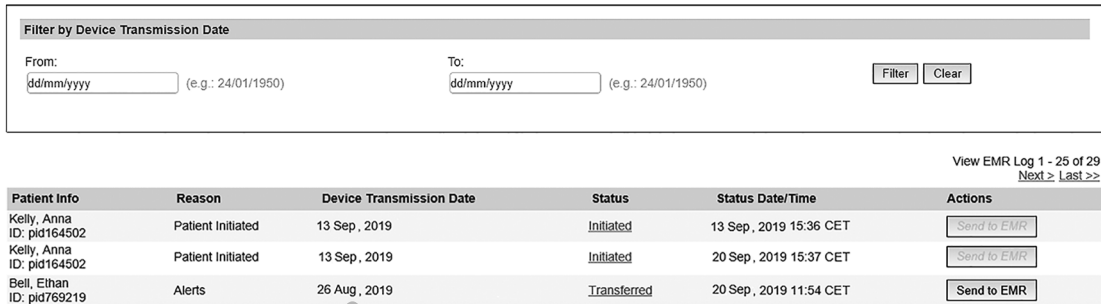 Filter by Device Transmission Date
From: To:
dd/mm/yyyy (e.g.: 24/01/1950) dd/mm/yyyy (e.g.: 24/01/1950) Filter Clear
View EMR Log 1 - 25 of 29
Next > Last >>
Patient Info Reason Device Transmission Date Status Status Date/Time Actions
Kelly, Anna
ID: pid164502 Patient Initiated 13 Sep, 2019 Initiated 13 Sep, 2019 15:36 CET Send to EMR
Kelly, Anna
ID: pid164502 Patient Initiated 13 Sep, 2019 Initiated 20 Sep, 2019 15:37 CET Send to EMR
Bell, Ethan
ID: pid769219 Alerts 26 Aug, 2019 Transferred 20 Sep, 2019 11:54 CET Send to EMR